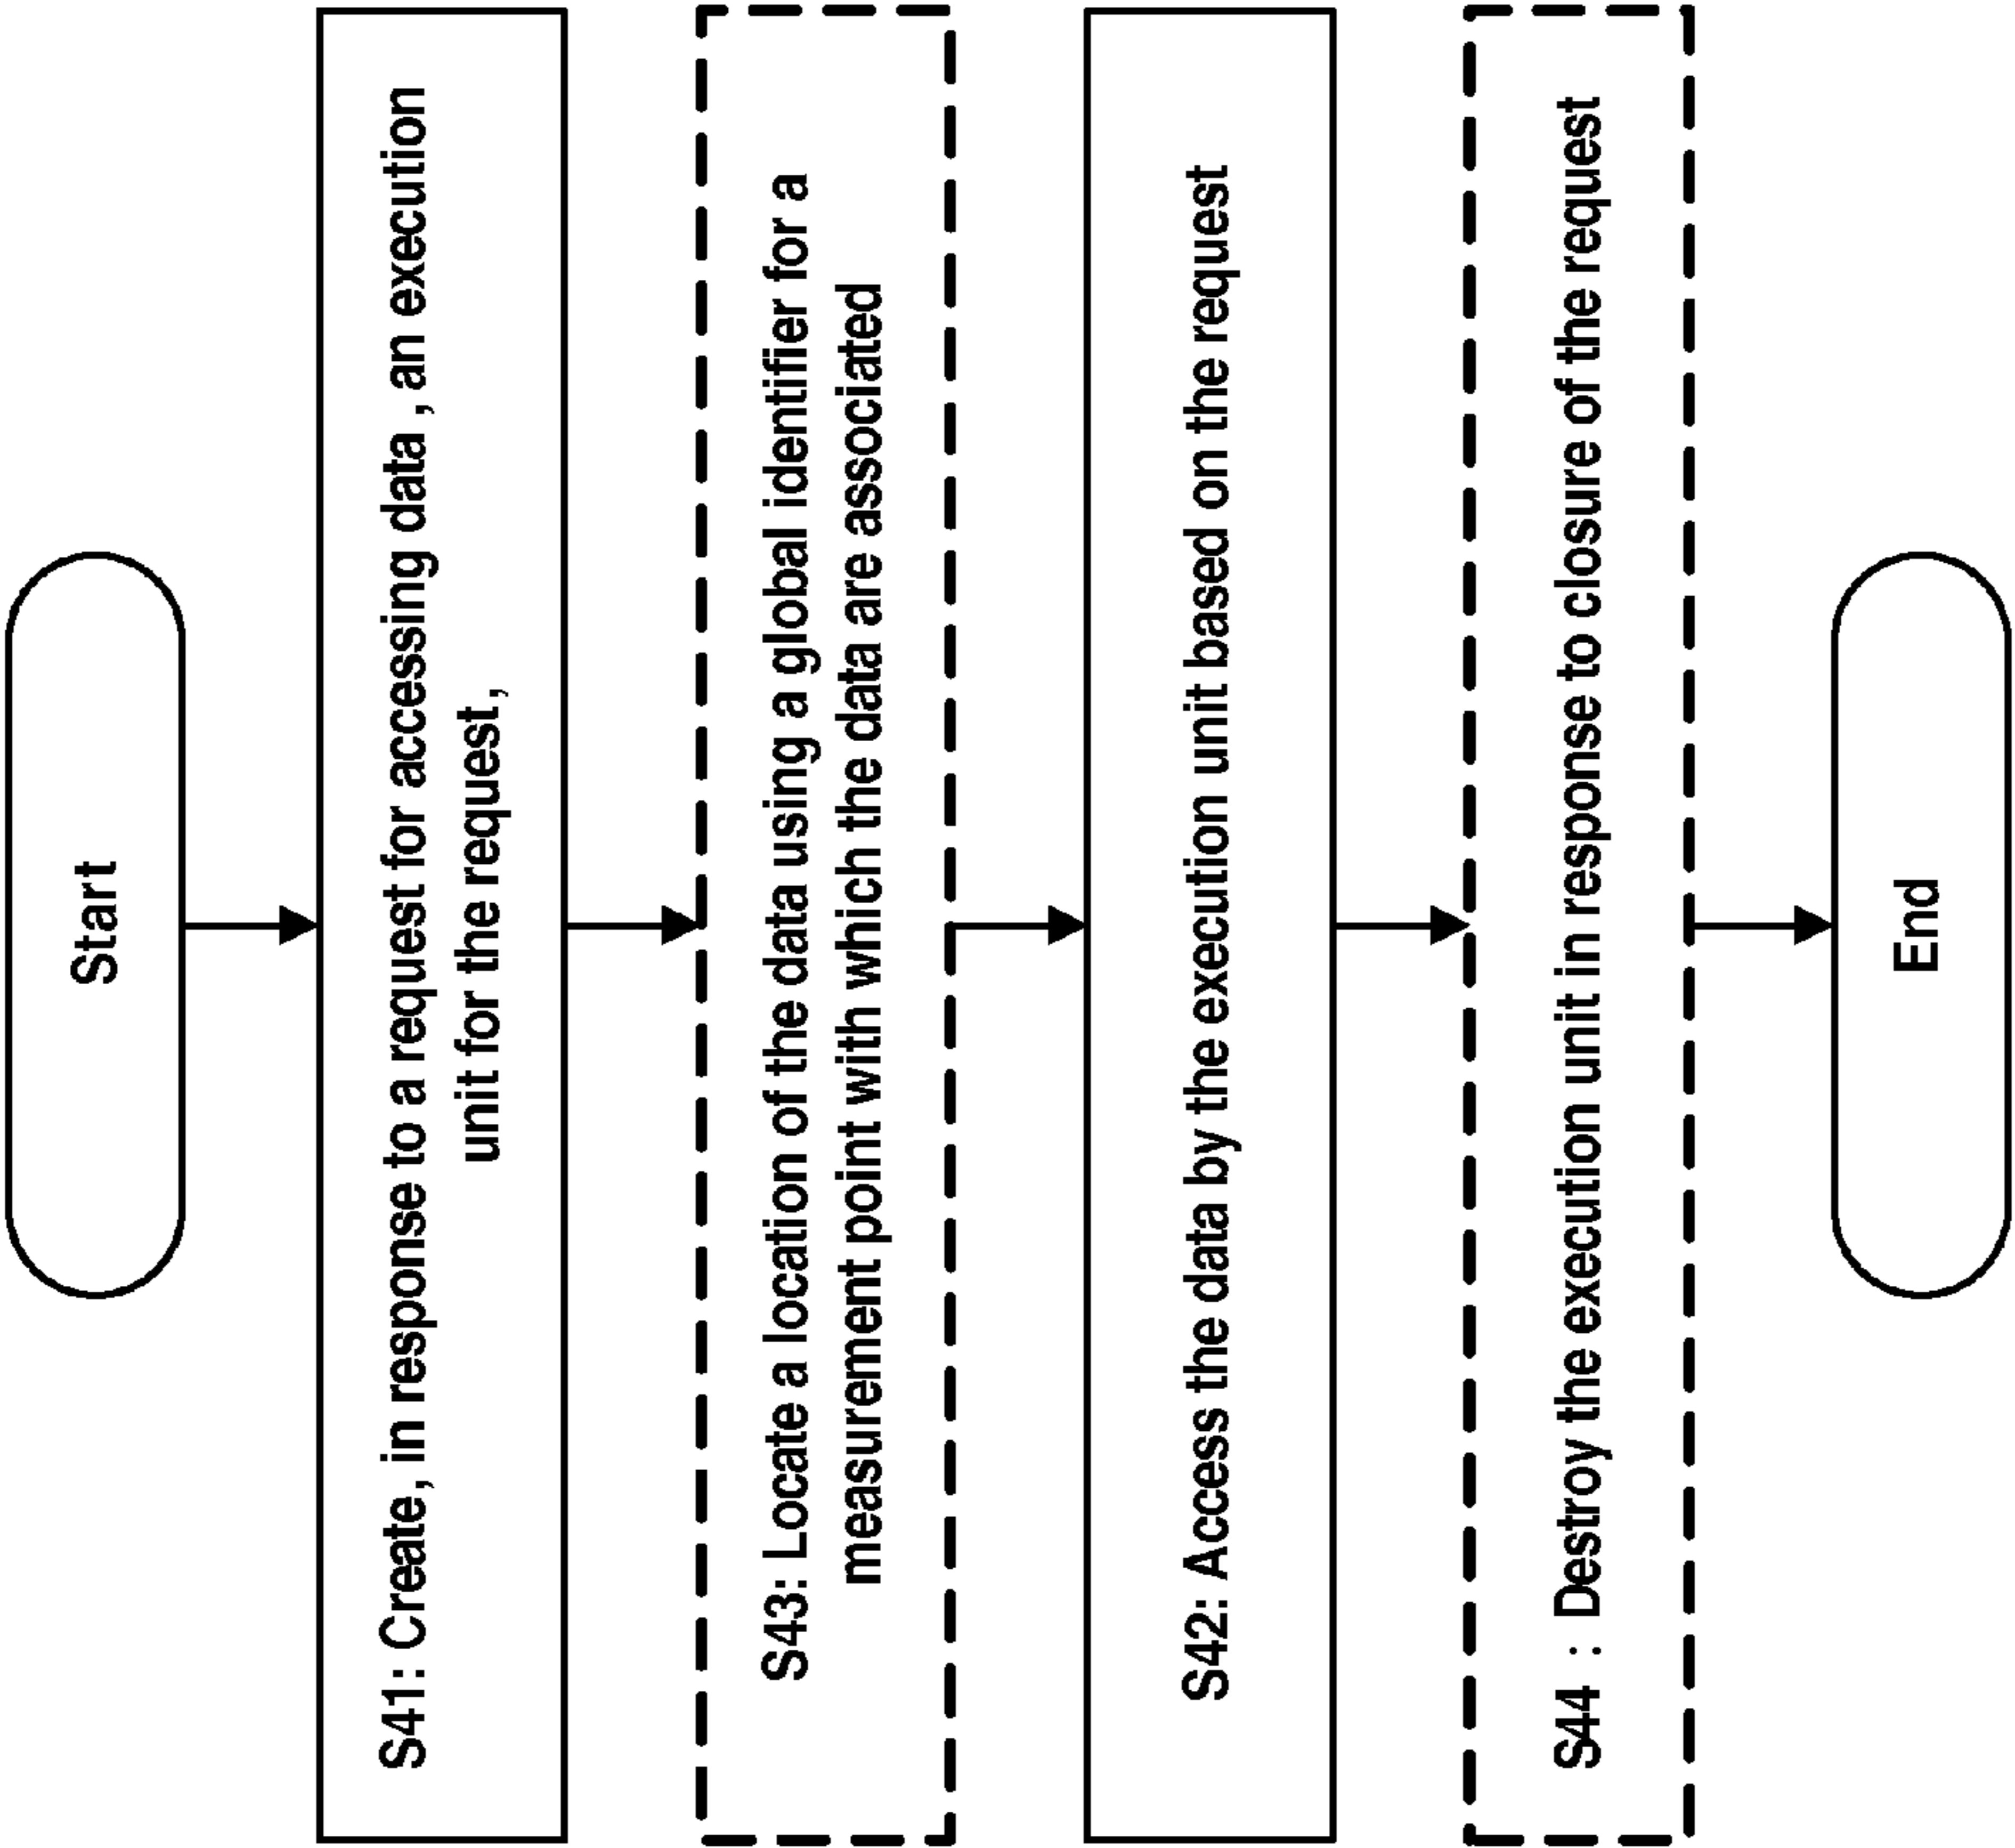 Start
S41: Create, in response to a request for accessing data , an execution
unit for the request,
S43: Locate a location of the data using a global identifier for a
measurement point with which the data are associated
S42: Access the data by the execution unit based on the request
S44 : Destroy the execution unit in response to closure of the request
End